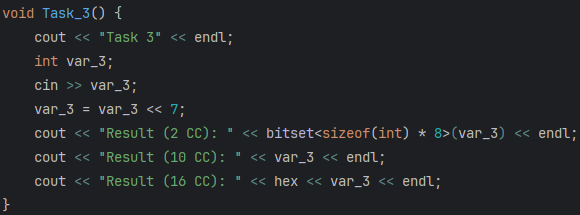 void Task_3() {
    cout << "Task 3" << endl;
    int var_3;
    cin >> var_3;
    var_3 = var_3 << 7;
    cout << "Result (2 CC): " << bitset<sizeof(int) * 8>(var_3) << endl;
    cout << "Result (10 CC): " << var_3 << endl;
    cout << "Result (16 CC): " << hex << var_3 << endl;
}